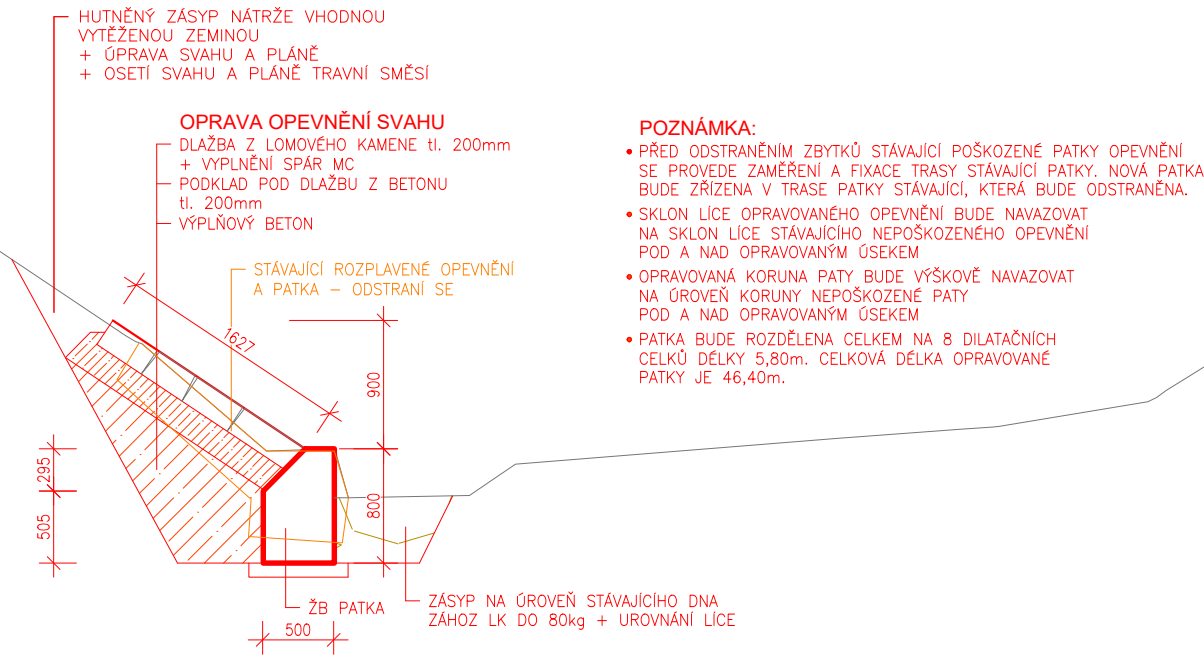 HUTNĚNÝ ZÁSYP NÁTRŽE VHODNOU
VYTĚŽENOU ZEMINOU
+ ÚPRAVA SVAHU A PLÁNĚ
+ OSETÍ SVAHU A PLÁNĚ TRAVNÍ SMĚSÍ
OPRAVA OPEVNĚNÍ SVAHU
DLAŽBA Z LOMOVÉHO KAMENE tl. 200mm
+ VYPLNĚNÍ SPÁR MC
PODKLAD POD DLAŽBU Z BETONU
tl. 200mm
VÝPLŇOVÝ BETON
STÁVAJÍCÍ ROZPLAVENÉ OPEVNĚNÍ
A PATKA – ODSTRANÍ SE
POZNÁMKA:
• PŘED ODSTRANĚNÍM ZBYTKŮ STÁVAJÍCÍ POŠKOZENÉ PATKY OPEVNĚNÍ
SE PROVEDE ZAMĚŘENÍ A FIXACE TRASY STÁVAJÍCÍ PATKY. NOVÁ PATKA
BUDE ZŘÍZENA V TRASE PATKY STÁVAJÍCÍ, KTERÁ BUDE ODSTRANĚNA.
• SKLON LÍCE OPRAVOVANÉHO OPEVNĚNÍ BUDE NAVAZOVAT
NA SKLON LÍCE STÁVAJÍCÍHO NEPOŠKOZENÉHO OPEVNĚNÍ
POD A NAD OPRAVOVANÝM ÚSEKEM
• OPRAVOVANÁ KORUNA PATY BUDE VÝŠKOVĚ NAVAZOVAT
NA ÚROVEŇ KORUNY NEPOŠKOZENÉ PATY
POD A NAD OPRAVOVANÝM ÚSEKEM
• PATKA BUDE ROZDĚLENA CELKEM NA 8 DILATAČNÍCH
CELKŮ DÉLKY 5,80m. CELKOVÁ DÉLKA OPRAVOVANÉ
PATKY JE 46,40m.
1627
900
295
505
800
ŽB PATKA
500
ZÁSYP NA ÚROVEŇ STÁVAJÍCÍHO DNA
ZÁHOZ LK DO 80kg + UROVNÁNÍ LÍCE